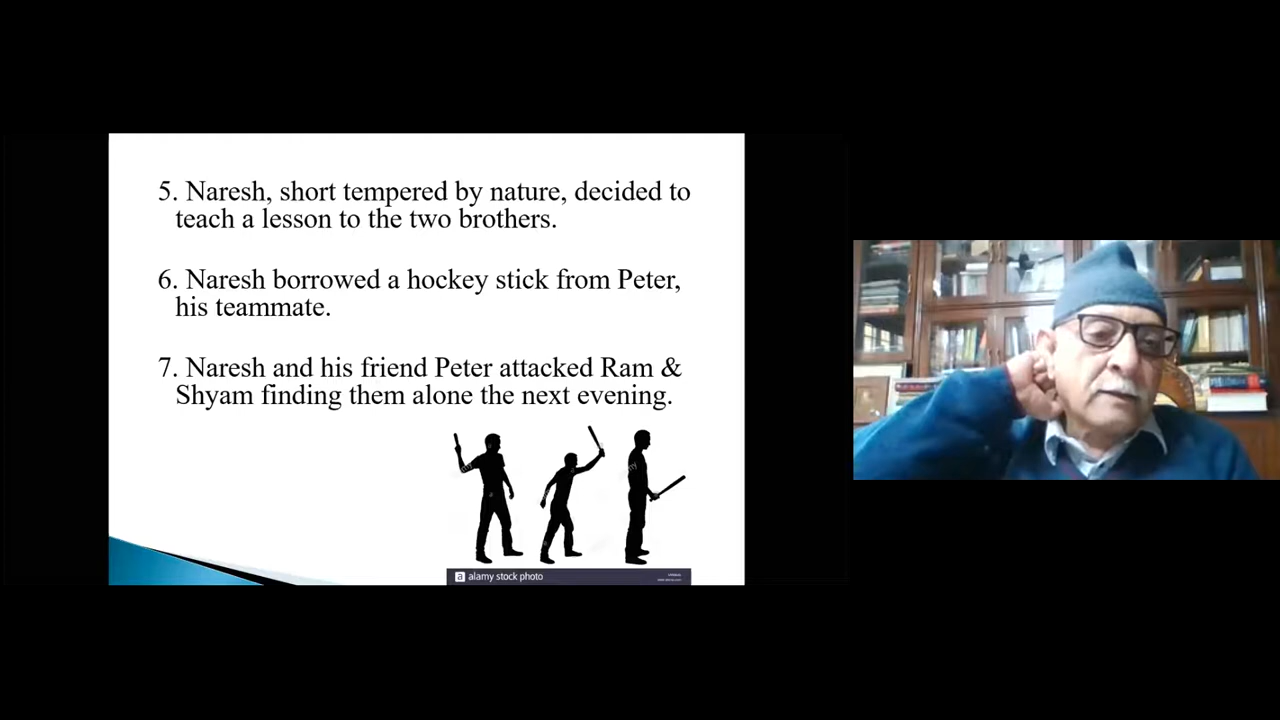 5. Naresh, short tempered by nature, decided to
teach a lesson to the two brothers.
6. Naresh borrowed a hockey stick from Peter,
his teammate.
7. Naresh and his friend Peter attacked Ram &
Shyam finding them alone the next evening.
a alamy stock photo